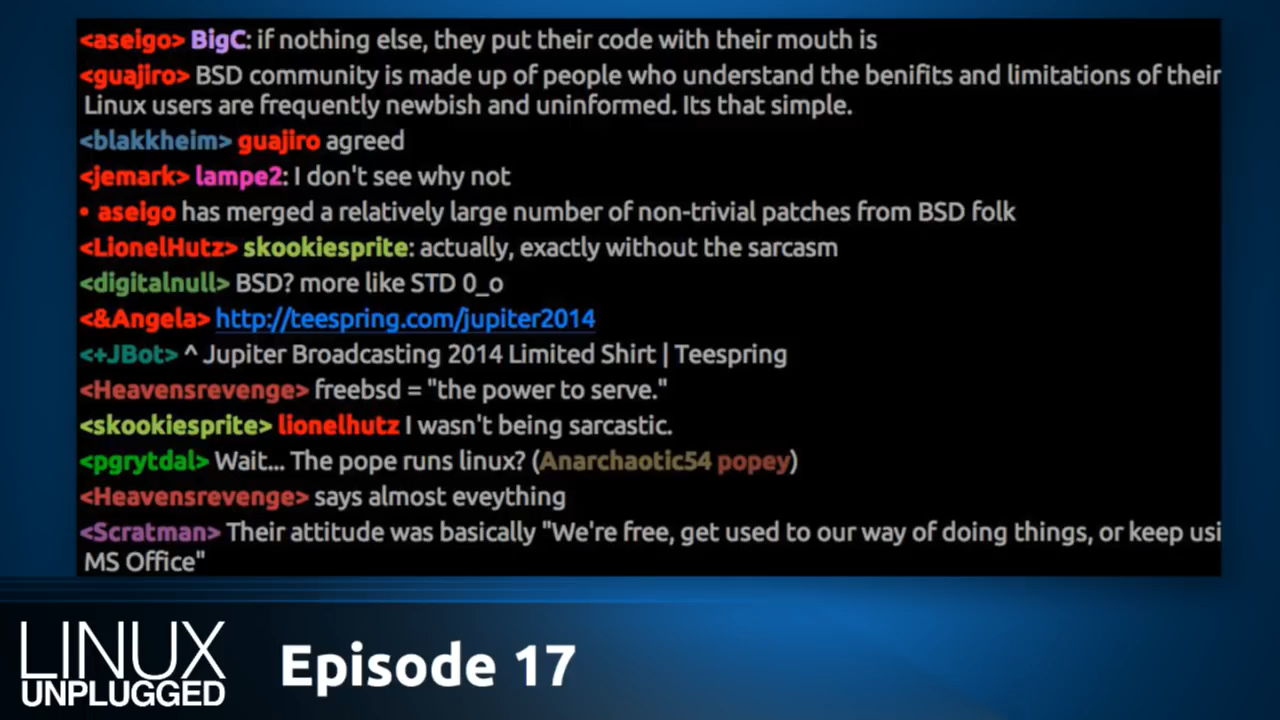 <aseigo> BigC: if nothing else, they put their code with their mouth is
<guajiro> BSD community is made up of people who understand the benifits and limitations of their
Linux users are frequently newbish and uninformed. Its that simple.
<blakkheim> guajiro agreed
<jemark> lampe2: I don't see why not
• aseigo has merged a relatively large number of non-trivial patches from BSD folk
<LionelHutz> skookiesprite: actually, exactly without the sarcasm
<digitalnull> BSD? more like STD 0_o
<&Angela> http://teespring.com/jupiter2014
<+JBot> ^ Jupiter Broadcasting 2014 Limited Shirt | Teespring
<Heavensrevenge> freebsd = "the power to serve."
<skookiesprite> lionelhutz I wasn't being sarcastic.
<pgrytdal> Wait... The pope runs linux? (Anarchaotic54 popey)
<Heavensrevenge> says almost eveything
<Scratman> Their attitude was basically "We're free, get used to our way of doing things, or keep usi
MS Office"
LINUX
UNPLUGGED
Episode 17